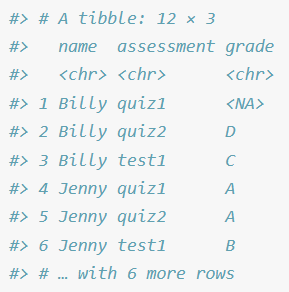 #> # A tibble: 12 × 3
#>   name  assessment grade
#>   <chr> <chr>      <chr>
#> 1 Billy quiz1      <NA>
#> 2 Billy quiz2      D
#> 3 Billy test1      C
#> 4 Jenny quiz1      A
#> 5 Jenny quiz2      A
#> 6 Jenny test1      B
#> # … with 6 more rows